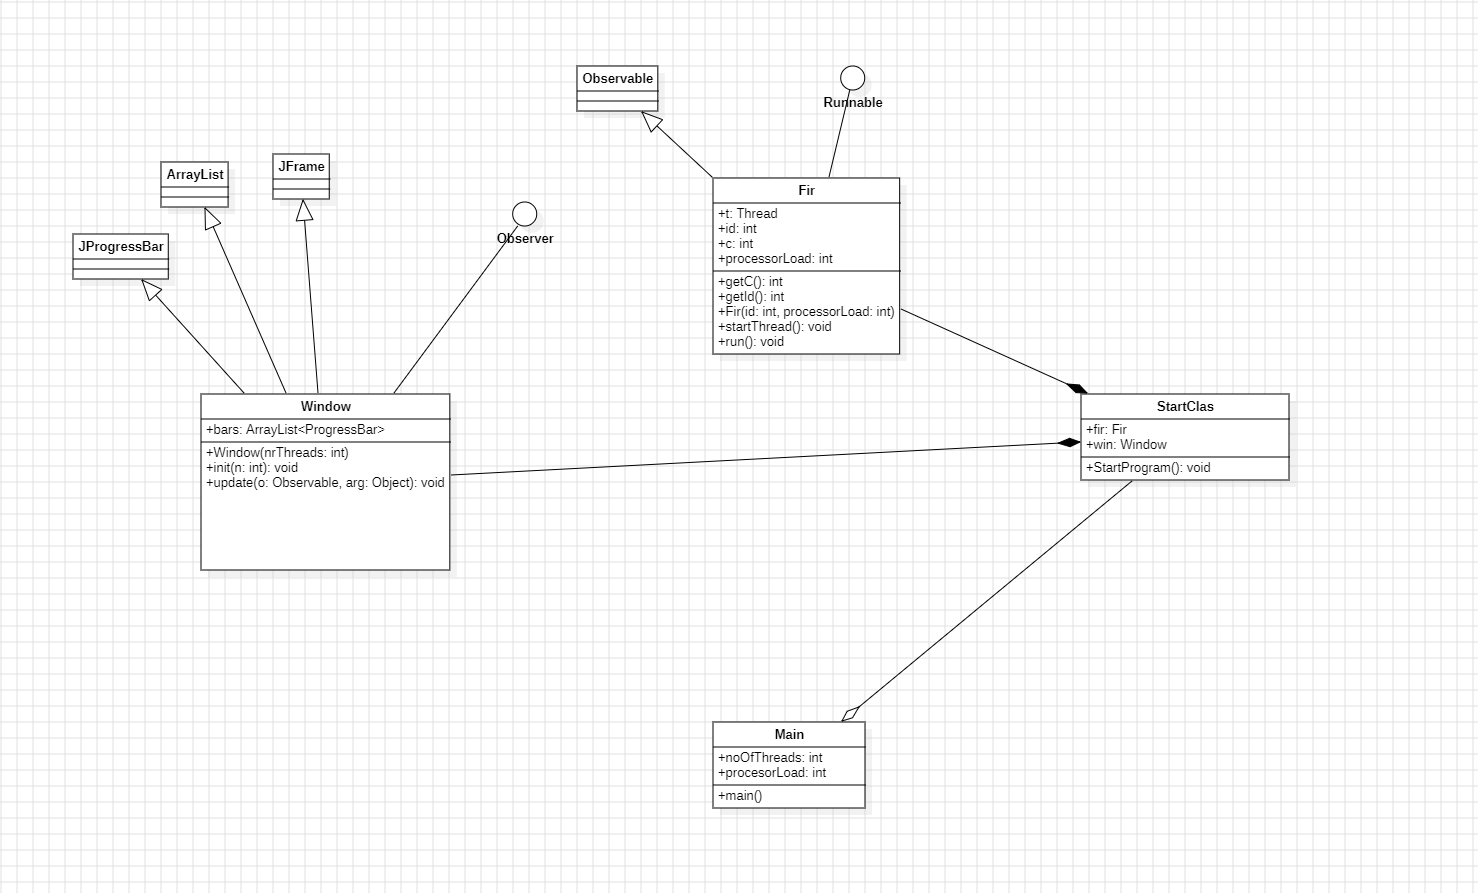 Observable
Runnable
JFrame
ArrayList
JProgressBar
Observer
Fir
+t: Thread
+id: int
+c: int
+processorLoad: int
+getC(): int
+getId(): int
+Fir(id: int, processorLoad: int)
+startThread(): void
+run(): void
Window
+bars: ArrayList<ProgressBar>
+Window(nrThreads: int)
+init(n: int): void
+update(o: Observable, arg: Object): void
StartClas
+fir: Fir
+win: Window
+StartProgram(): void
Main
+noOfThreads: int
+procesorLoad: int
+main()